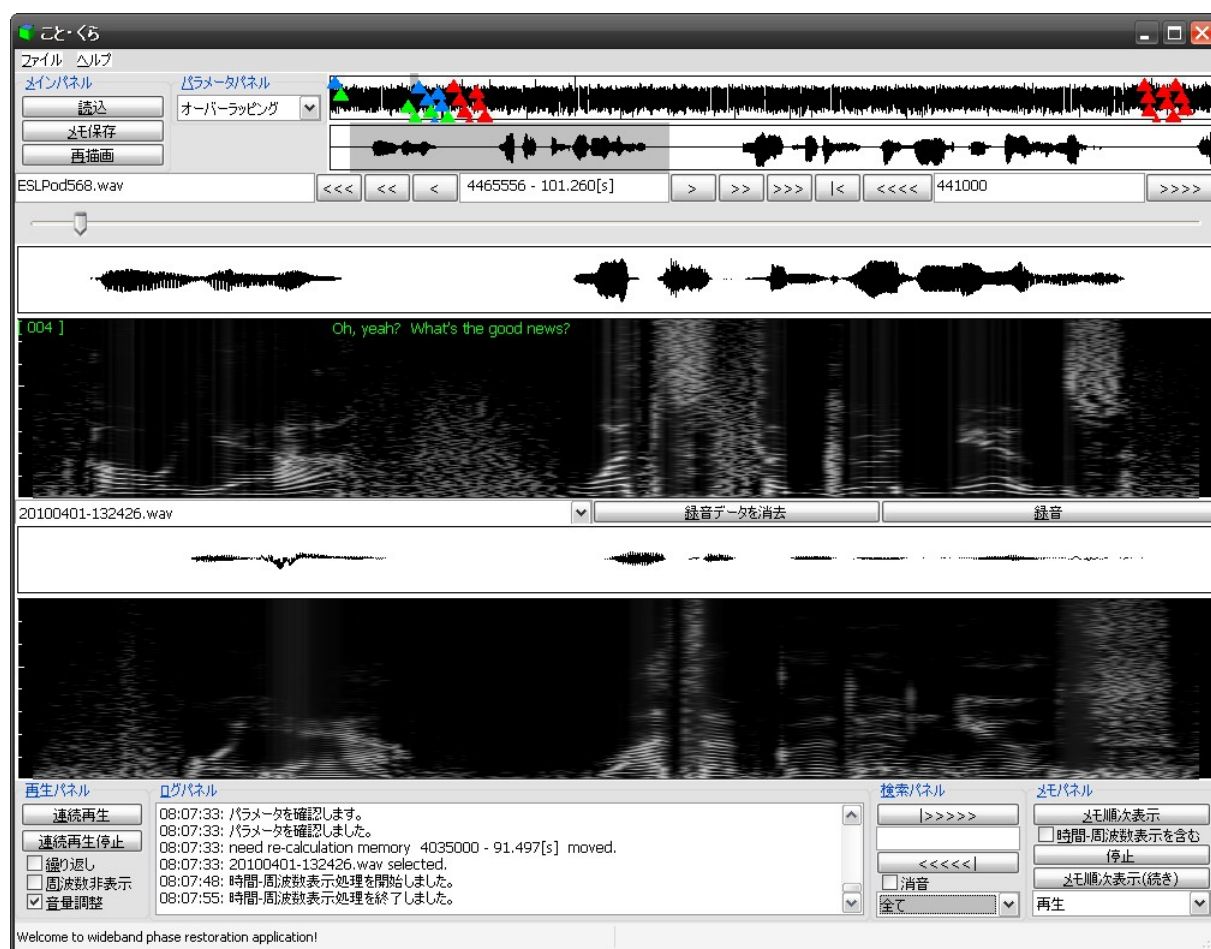 こと・くら
ファイル ヘルプ
メインパネル
読込
メモ保存
再描画
パラメータパネル
オーバーラッピング
ESLPod568.wav
<<< << < 4465556 - 101.260[s] > >> >>> |< <<<< 441000 >>>>
[ 004 ] Oh, yeah? What's the good news?
20100401-132426.wav 録音データを消去 録音
再生パネル
連続再生
連続再生停止
繰り返し
周波数非表示
音量調整
ログパネル
08:07:33: パラメータを確認します。
08:07:33: パラメータを確認しました。
08:07:33: need re-calculation memory 4035000 - 91.497[s] moved.
08:07:33: 20100401-132426.wav selected.
08:07:48: 時間-周波数表示処理を開始しました。
08:07:55: 時間-周波数表示処理を終了しました。
検索パネル
|>>>>>
<<<<<|
消音
全て
メモパネル
メモ順次表示
時間-周波数表示を含む
停止
メモ順次表示(続き)
再生
Welcome to wideband phase restoration application!